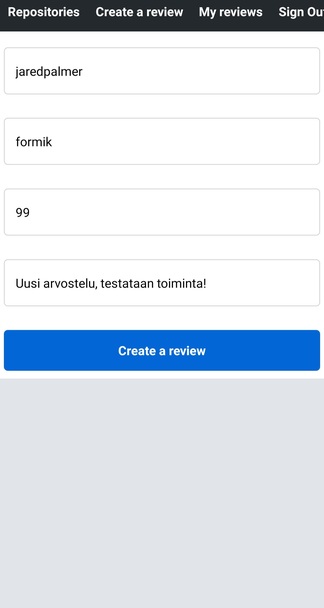 Repositories Create a review My reviews Sign Ou
jaredpalmer
formik
99
Uusi arvostelu, testataan toiminta!
Create a review